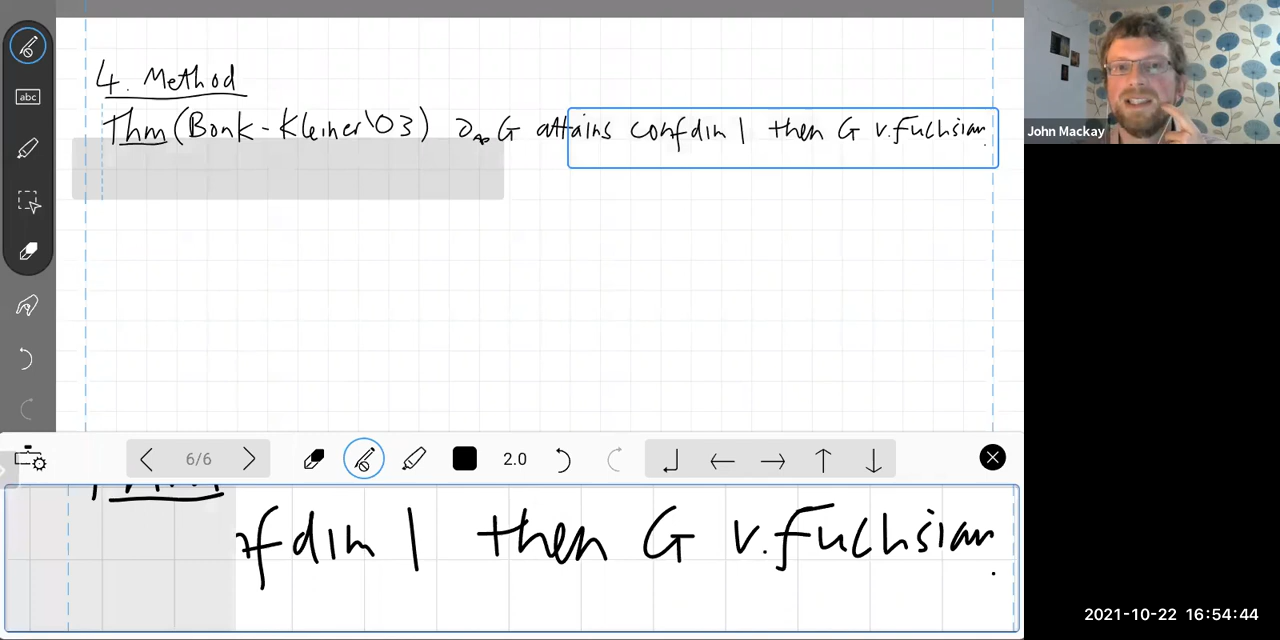 4. Method
Thm (Bonk-Kleiner '03) ∂∞G attains confdim 1 then G v.Fuchsian.
abc
John Mackay
6/6
2.0
fdim 1 then G v.fuchsian.
2021-10-22 16:54:44